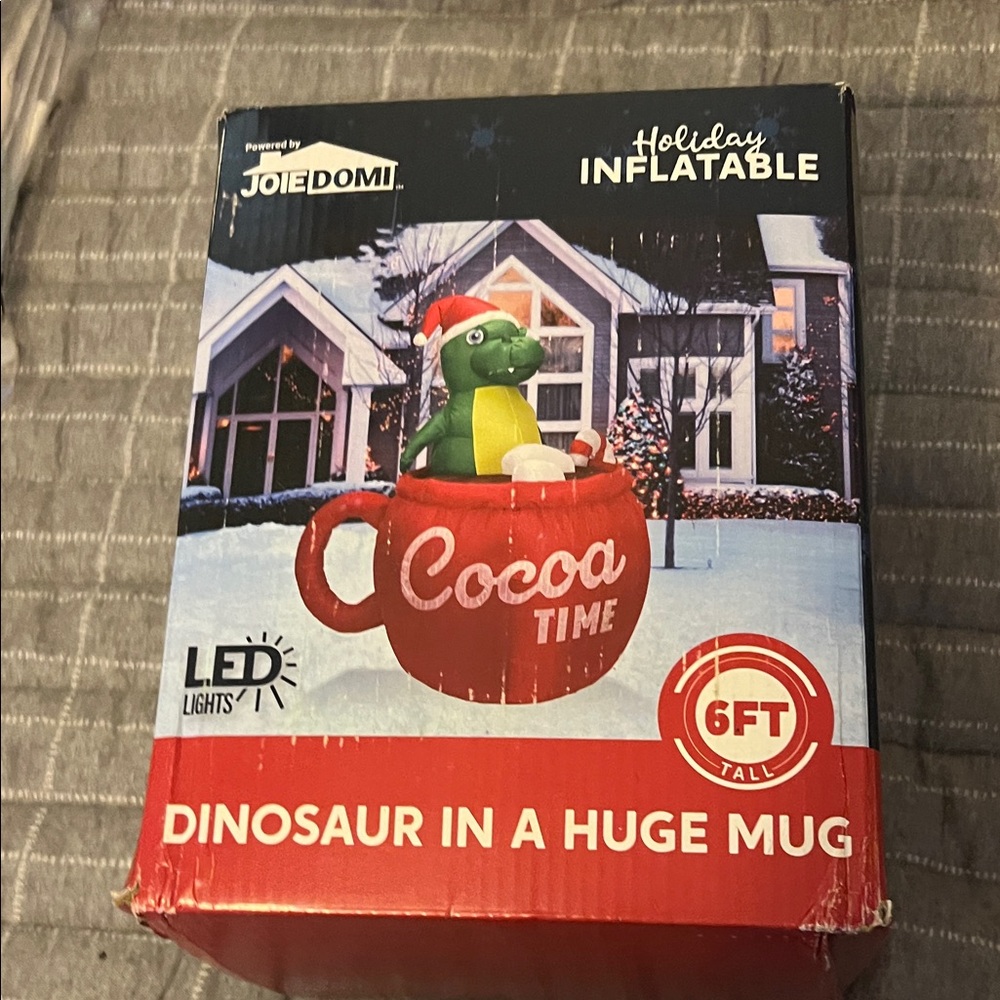 Powered by
JOIEDOMI
Holiday
INFLATABLE
Cocoa
TIME
LED
LIGHTS
6FT
TALL
DINOSAUR IN A HUGE MUG